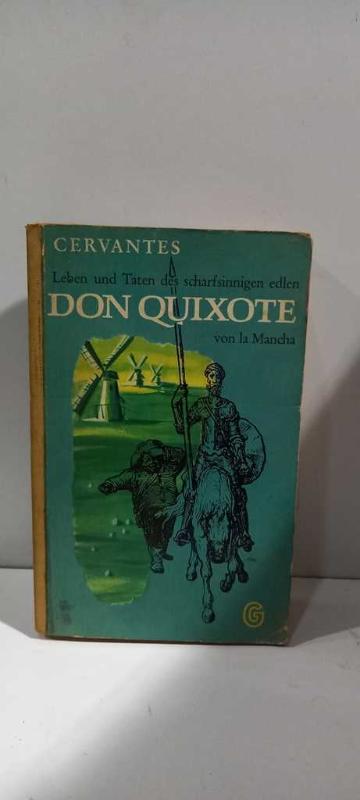 CERVANTES
Leben und Taten des scharfsinnigen edlen
DON QUIXOTE
von la Mancha
G